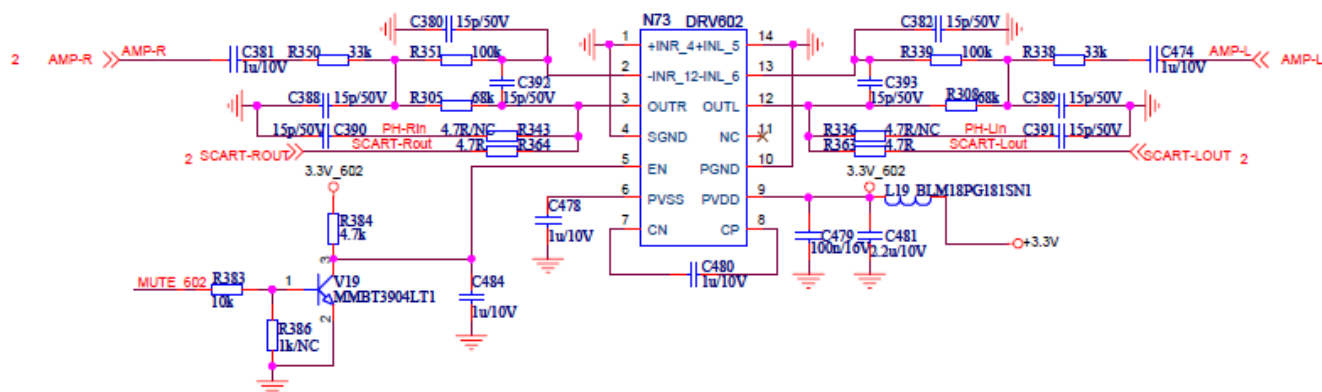 C380 15p/50V
N73 DRV602
C382 15p/50V
2 AMP-R AMP-R
C381 R350 33k R351 100k
1u/10V
1 +INR_4+INL_5 14
R339 100k R338 33k C474 AMP-L AMP-L
1u/10V
2 -INR_12-INL_6 13
C392
15p/50V
C393
15p/50V
C388 15p/50V R305 68k
3 OUTR OUTL 12
R308 68k C389 15p/50V
15p/50V C390 PH-RIn 4.7R/NC R343
4 SGND NC 11
R336 4.7R/NC PH-Lin C391 15p/50V
2 SCART-ROUT SCART-Rout 4.7R R364
R363 4.7R SCART-Lout SCART-LOUT 2
5 EN PGND 10
3.3V_602
3.3V_602
L19 BLM18PG181SN1
6 PVSS PVDD 9
7 CN CP 8
R384
4.7k
C478
1u/10V
C479
100n/16V
C481
2.2u/10V
+3.3V
C480
1u/10V
MUTE_602 R383
10k
1
3
2
V19
MMBT3904LT1
C484
1u/10V
R386
1k/NC